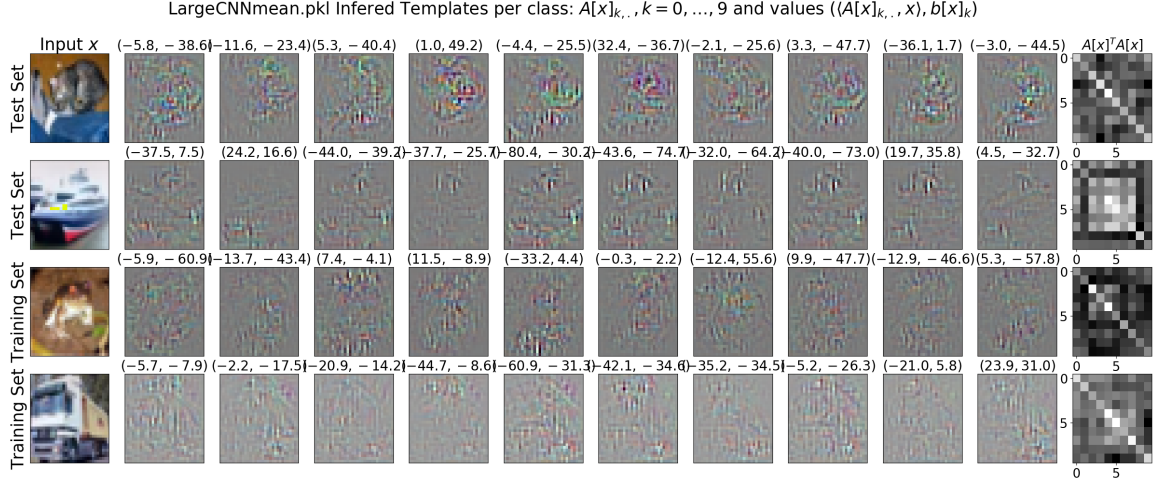 LargeCNNmean.pkl Infered Templates per class: A[x]_{k,.}, k = 0, ..., 9 and values (⟨A[x]_{k,.}, x⟩, b[x]_k)
Input x (−5.8, −38.6) (−11.6, −23.4) (5.3, −40.4) (1.0, 49.2) (−4.4, −25.5) (32.4, −36.7) (−2.1, −25.6) (3.3, −47.7) (−36.1, 1.7) (−3.0, −44.5) A[x]^T A[x]
Test Set
0
5
0 5
(−37.5, 7.5) (24.2, 16.6) (−44.0, −39.2) (−37.7, −25.7) (−80.4, −30.2) (−43.6, −74.7) (−32.0, −64.2) (−40.0, −73.0) (19.7, 35.8) (4.5, −32.7)
Test Set
0
5
0 5
(−5.9, −60.9) (−13.7, −43.4) (7.4, −4.1) (11.5, −8.9) (−33.2, 4.4) (−0.3, −2.2) (−12.4, 55.6) (9.9, −47.7) (−12.9, −46.6) (5.3, −57.8)
Training Set
0
5
0 5
(−5.7, −7.9) (−2.2, −17.5) (−20.9, −14.2) (−44.7, −8.6) (−60.9, −31.3) (−42.1, −34.6) (−35.2, −34.5) (−5.2, −26.3) (−21.0, 5.8) (23.9, 31.0)
Training Set
0
5
0 5